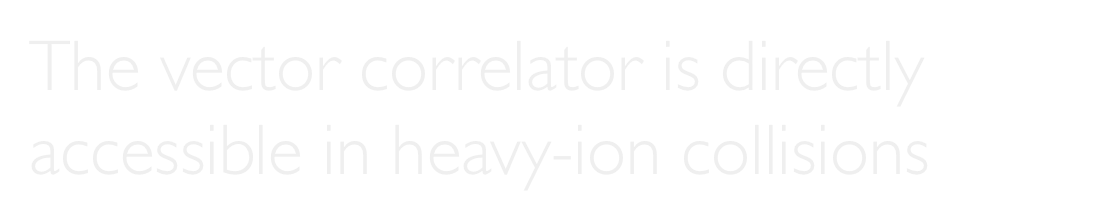 The vector correlator is directly
accessible in heavy-ion collisions